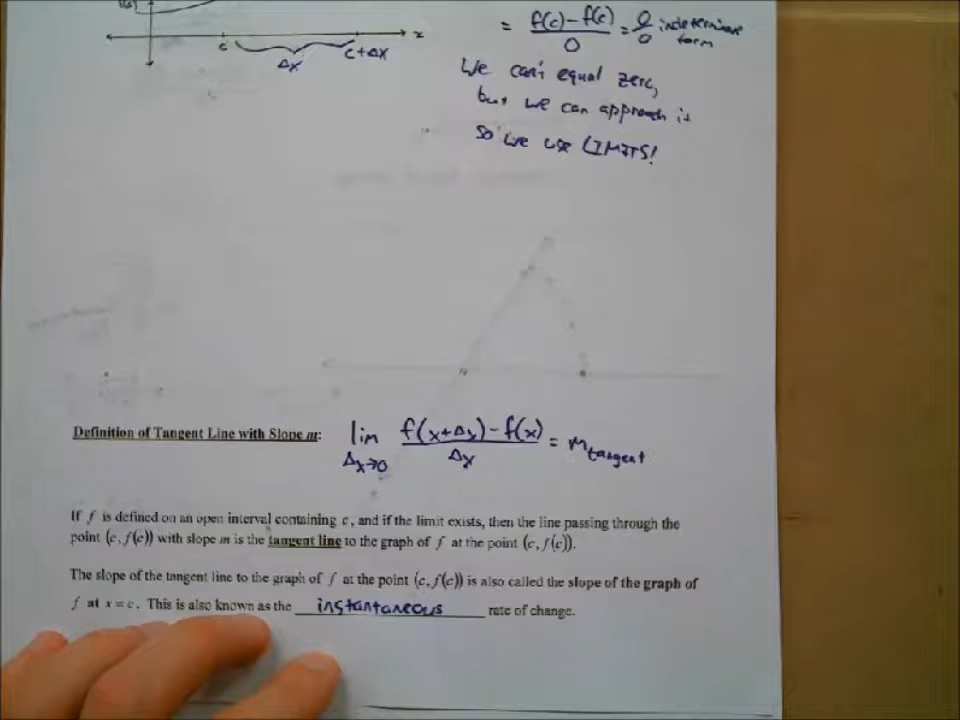 f(c)
x
c
c+Δx
Δx
= f(c)-f(c) / 0 = 0/0 indeterminate form
We can't equal zero,
but we can approach it
So we use LIMITS!
Definition of Tangent Line with Slope m: lim Δx→0 f(x+Δx)-f(x) / Δx = m tangent
If f is defined on an open interval containing c, and if the limit exists, then the line passing through the
point (c, f(c)) with slope m is the tangent line to the graph of f at the point (c, f(c)).
The slope of the tangent line to the graph of f at the point (c, f(c)) is also called the slope of the graph of
f at x = c. This is also known as the instantaneous rate of change.